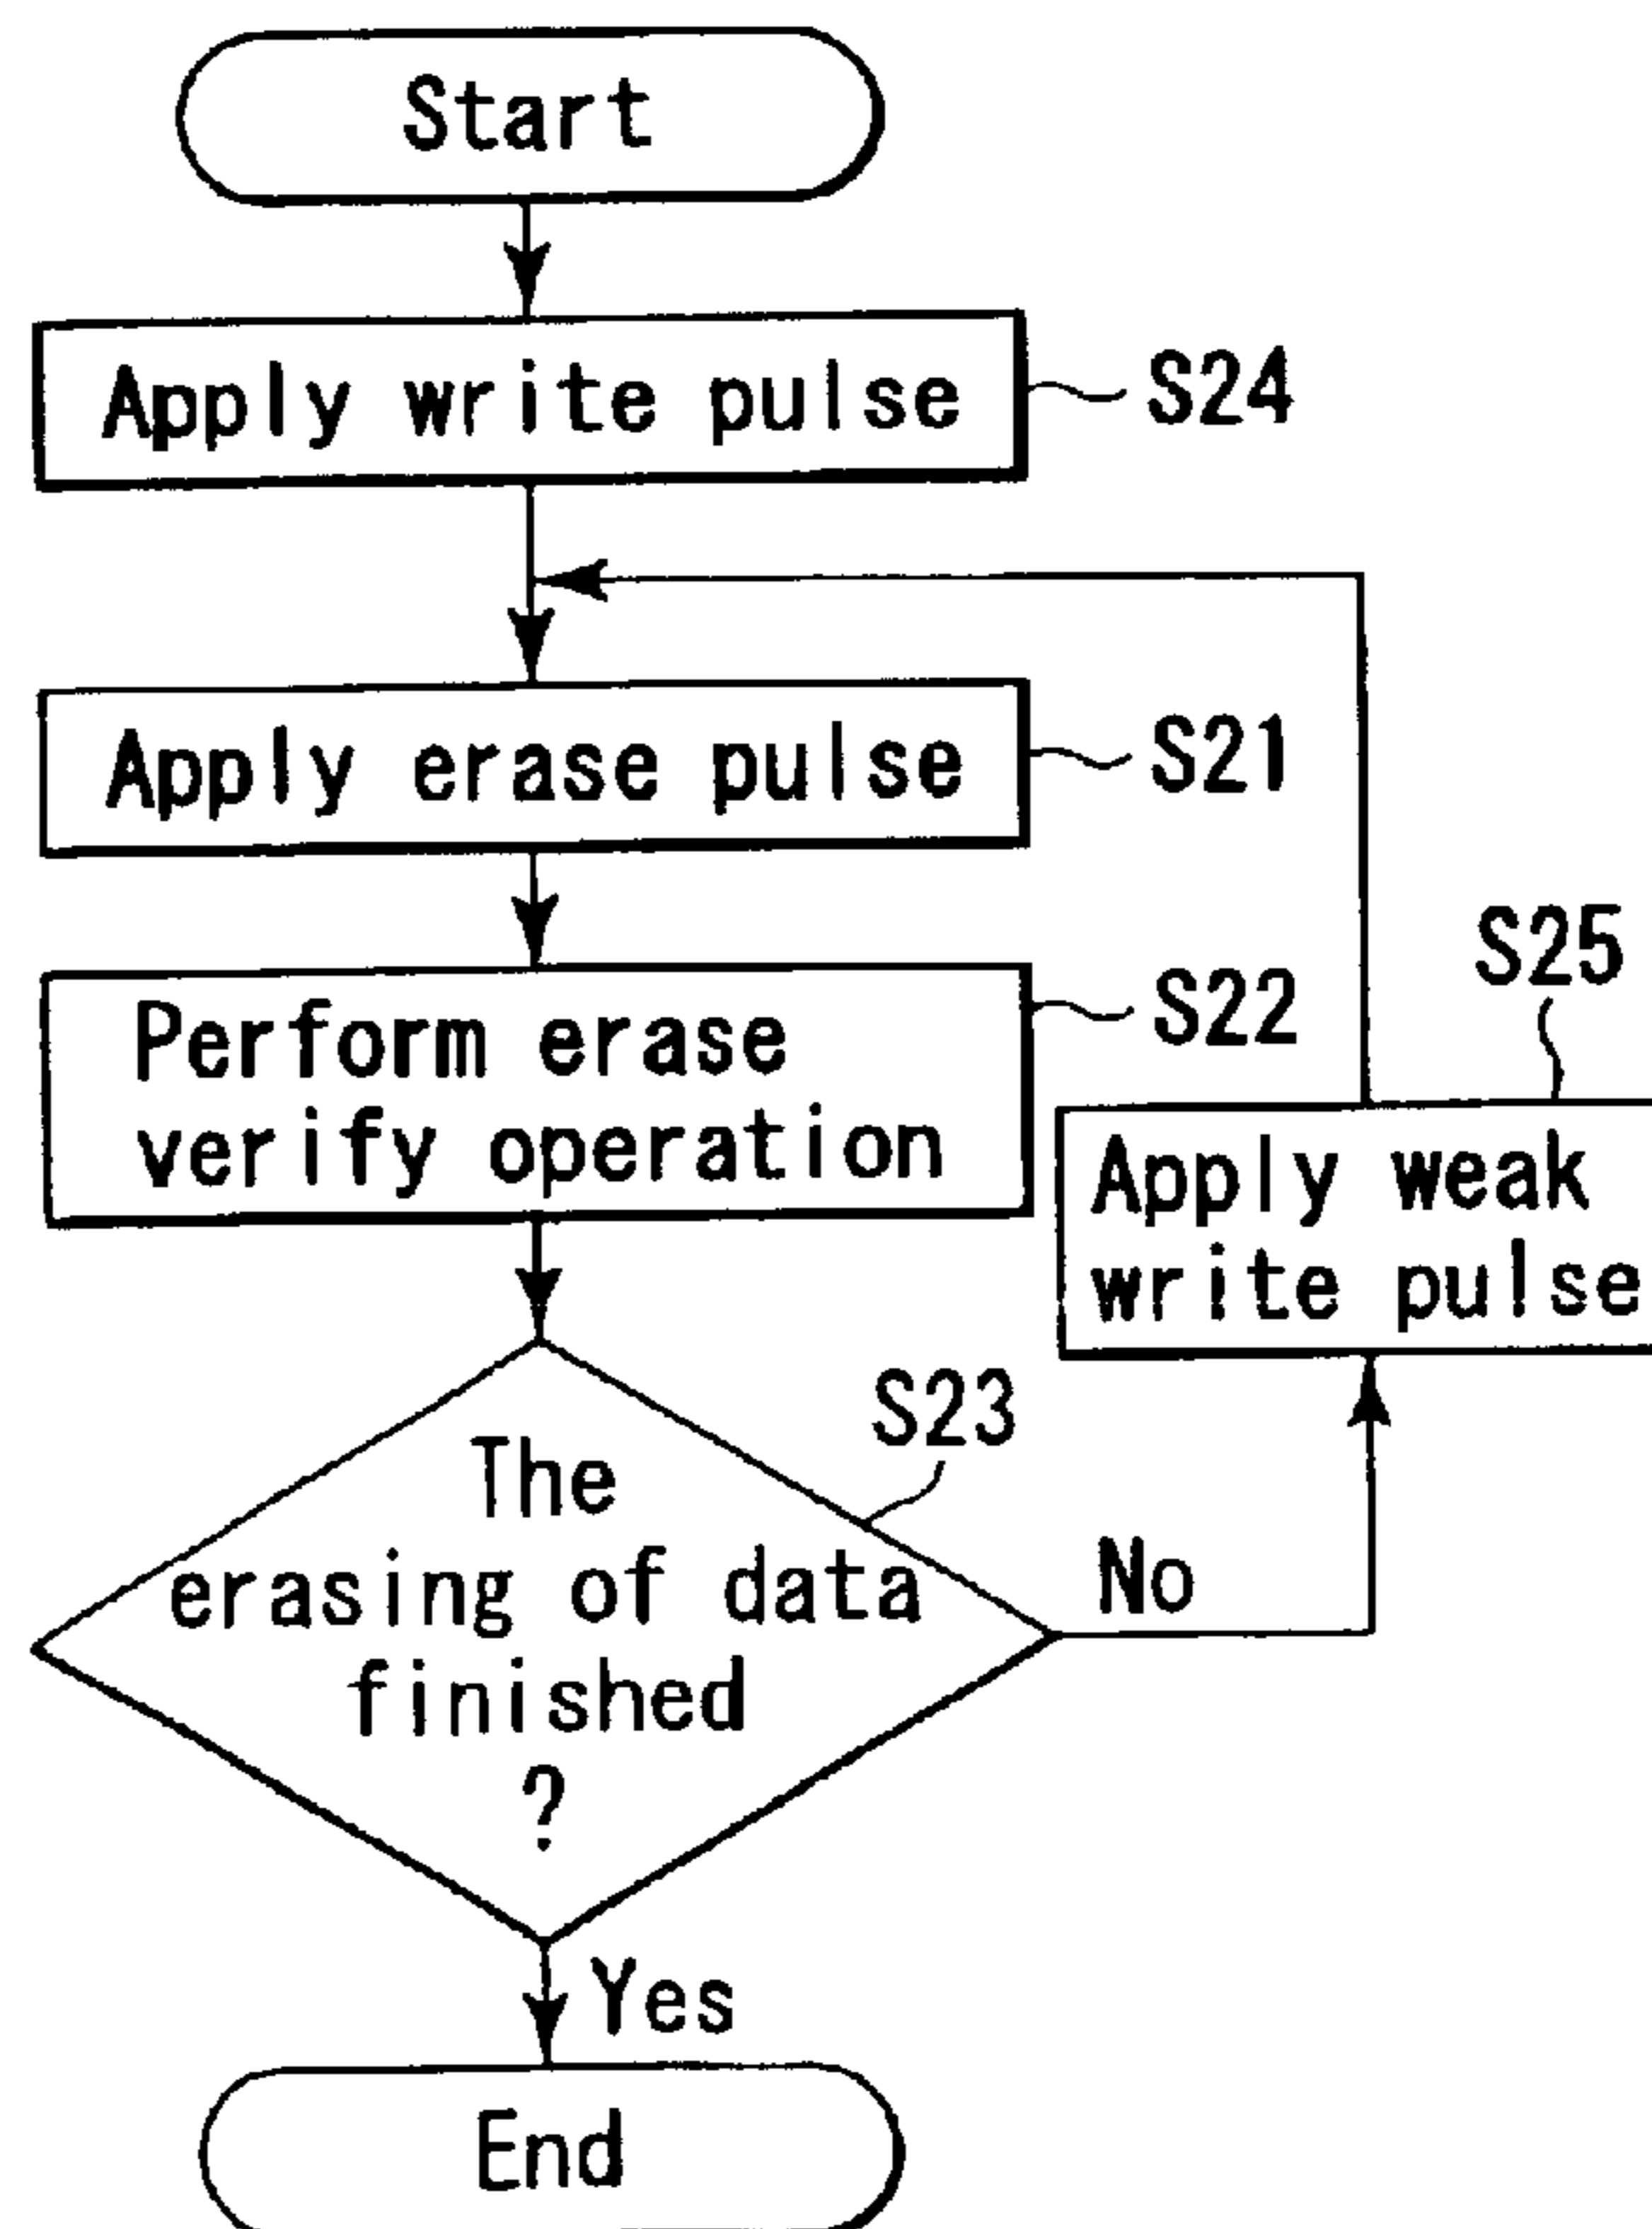 Start
Apply write pulse
S24
Apply erase pulse
S21
Perform erase
verify operation
S22
S25
Apply weak
write pulse
The
erasing of data
finished
?
S23
No
Yes
End